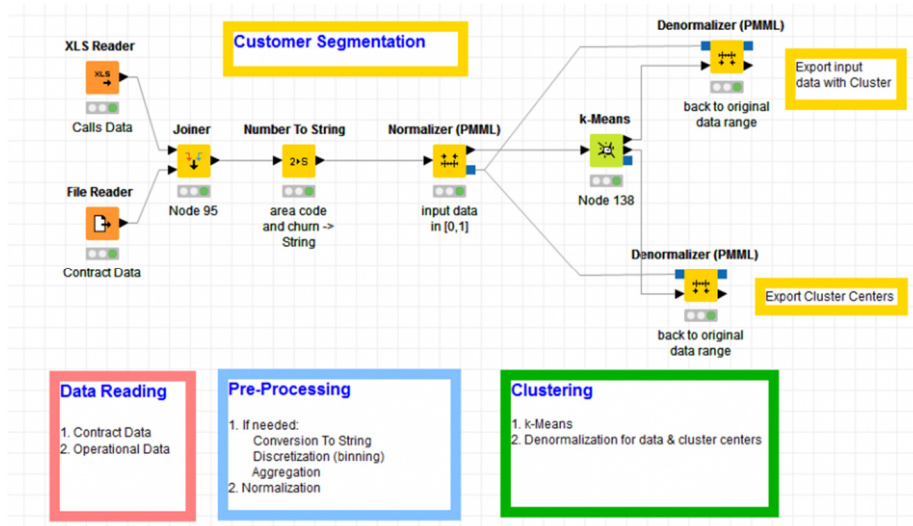 Customer Segmentation
XLS Reader
XLS
Calls Data
File Reader
Contract Data
Joiner
Node 95
Number To String
2▸S
area code
and churn ->
String
Normalizer (PMML)
input data
in [0,1]
k-Means
Node 138
Denormalizer (PMML)
back to original
data range
Export input
data with Cluster
Denormalizer (PMML)
back to original
data range
Export Cluster Centers
Data Reading
1. Contract Data
2. Operational Data
Pre-Processing
1. If needed:
Conversion To String
Discretization (binning)
Aggregation
2. Normalization
Clustering
1. k-Means
2. Denormalization for data & cluster centers